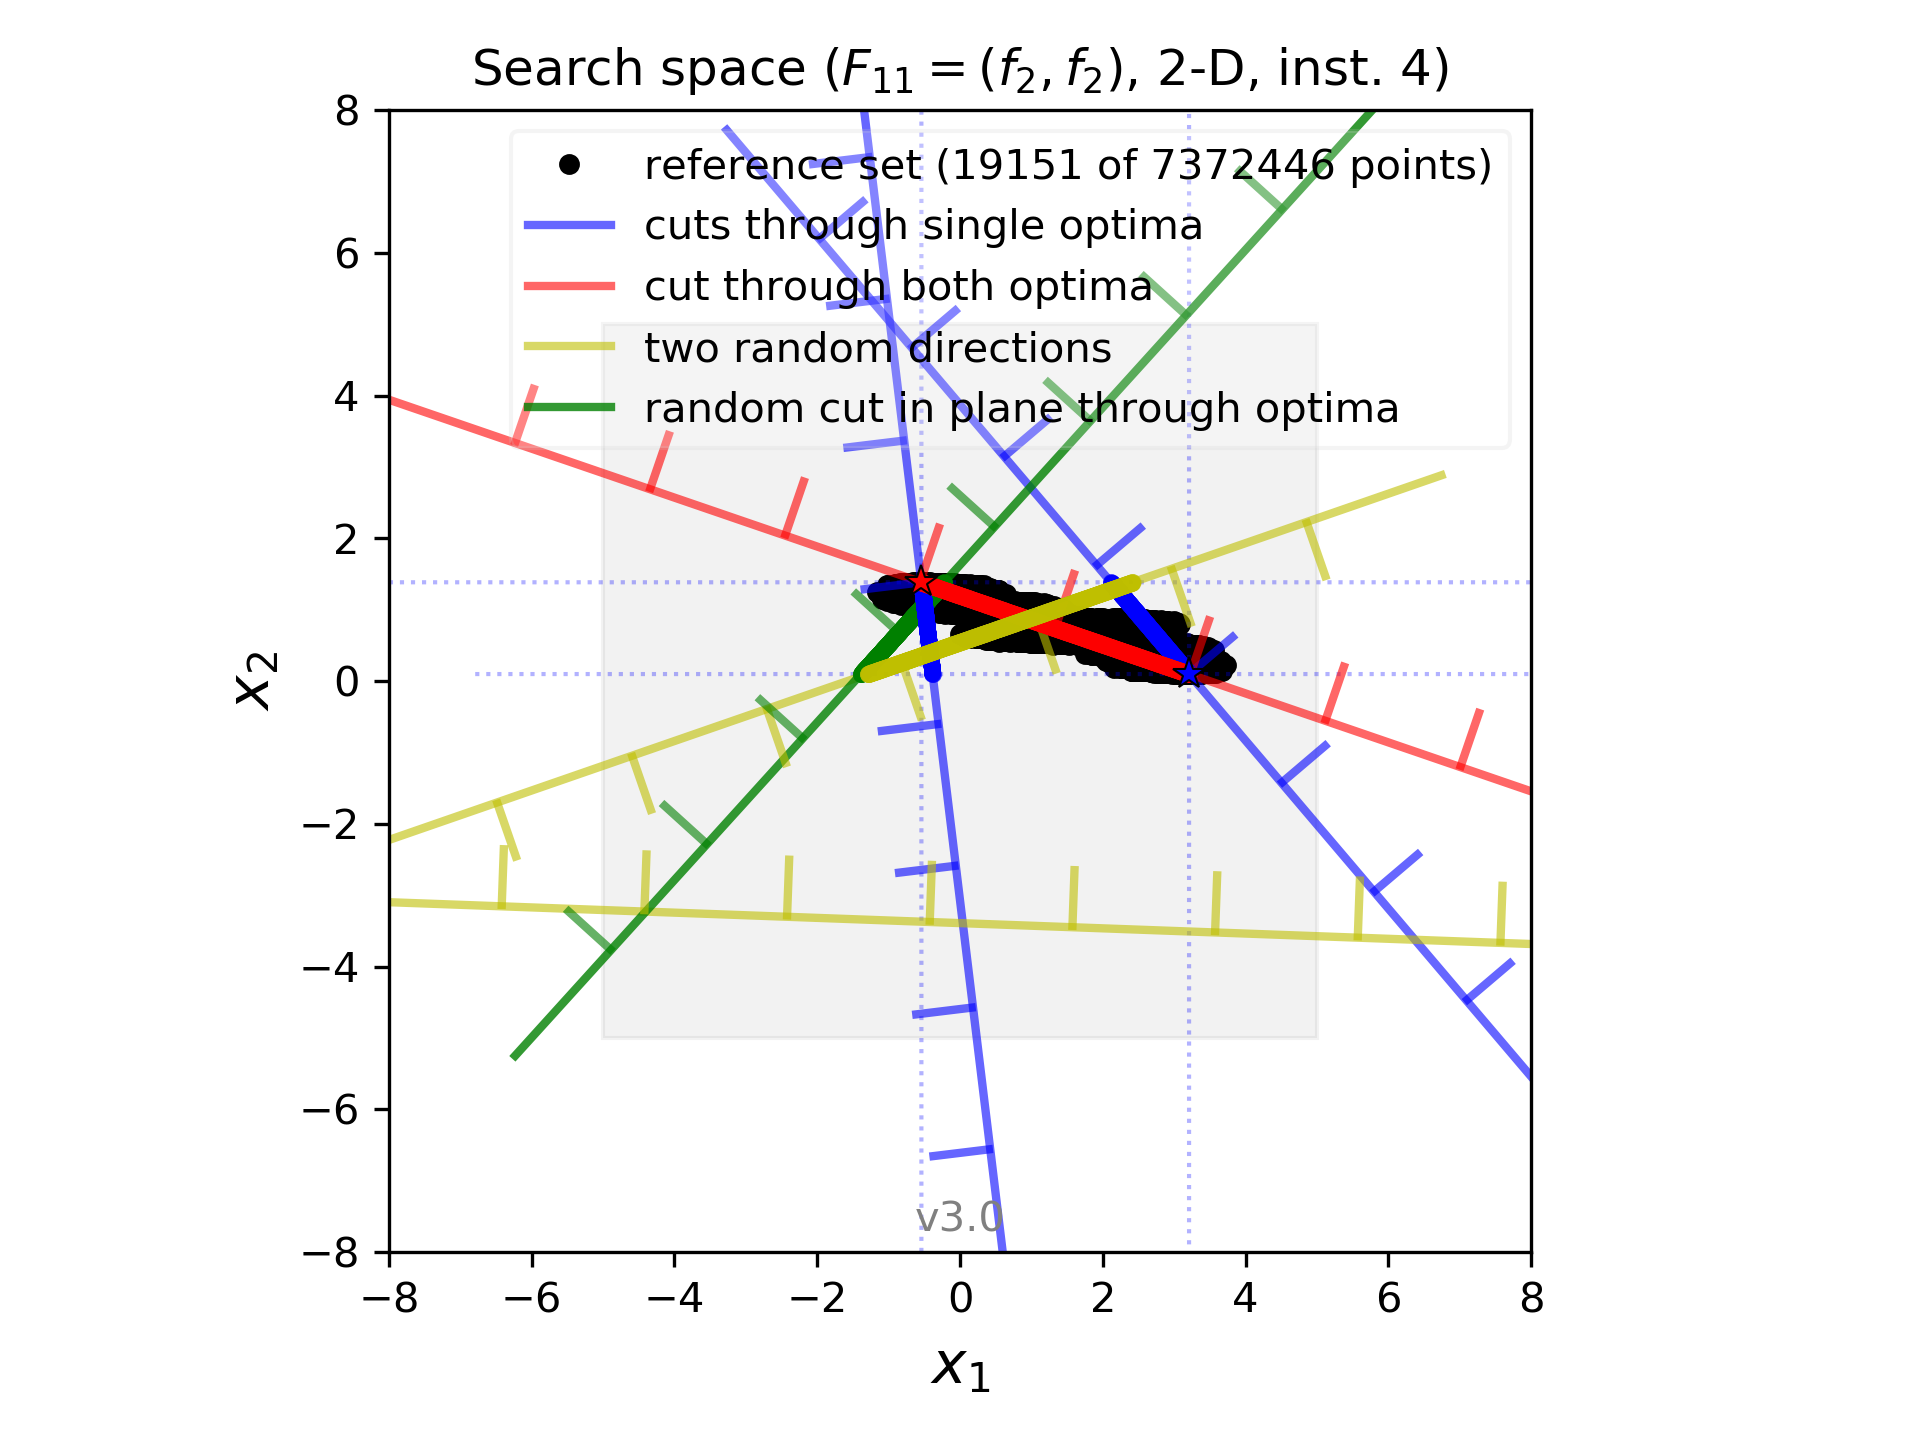 Search space (F11 = (f2, f2), 2-D, inst. 4)
reference set (19151 of 7372446 points)
cuts through single optima
cut through both optima
two random directions
random cut in plane through optima
8
6
4
2
0
−2
−4
−6
−8
x2
v3.0
−8 −6 −4 −2 0 2 4 6 8
x1